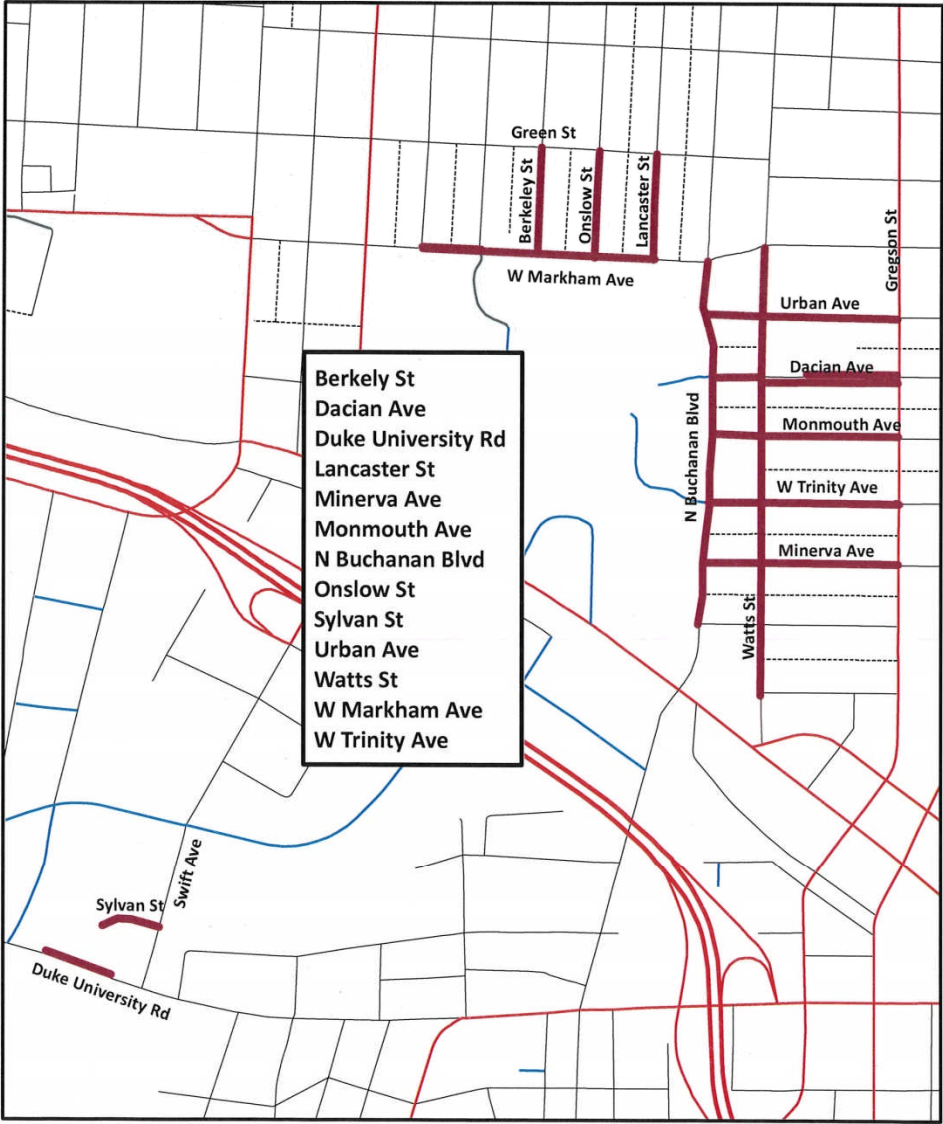 Green St
Berkeley St
Onslow St
Lancaster St
W Markham Ave
Gregson St
Urban Ave
Dacian Ave
N Buchanan Blvd
Monmouth Ave
W Trinity Ave
Minerva Ave
Watts St
Berkely St
Dacian Ave
Duke University Rd
Lancaster St
Minerva Ave
Monmouth Ave
N Buchanan Blvd
Onslow St
Sylvan St
Urban Ave
Watts St
W Markham Ave
W Trinity Ave
Swift Ave
Sylvan St
Duke University Rd